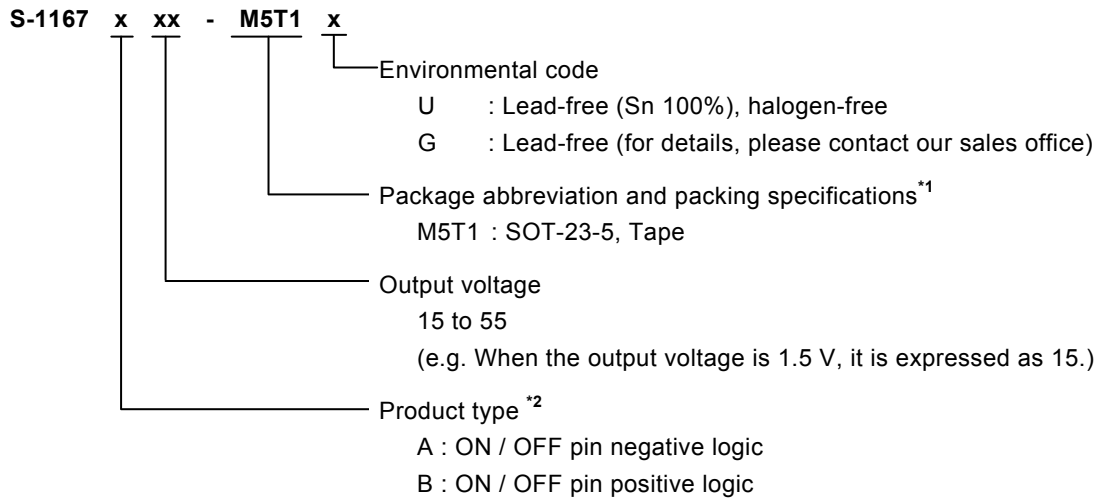 S-1167 x xx - M5T1 x
Environmental code
U : Lead-free (Sn 100%), halogen-free
G : Lead-free (for details, please contact our sales office)
Package abbreviation and packing specifications*1
M5T1 : SOT-23-5, Tape
Output voltage
15 to 55
(e.g. When the output voltage is 1.5 V, it is expressed as 15.)
Product type *2
A : ON / OFF pin negative logic
B : ON / OFF pin positive logic